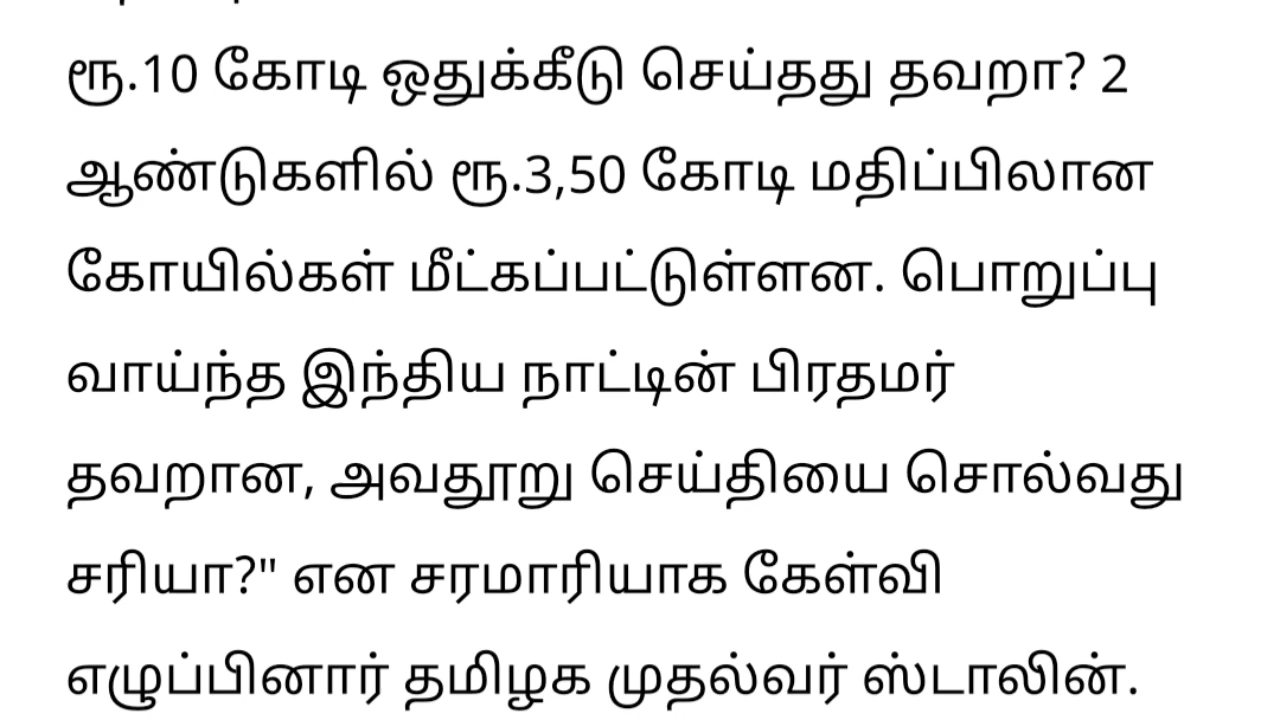 ரூ.10 கோடி ஒதுக்கீடு செய்தது தவறா? 2
ஆண்டுகளில் ரூ.3,50 கோடி மதிப்பிலான
கோயில்கள் மீட்கப்பட்டுள்ளன. பொறுப்பு
வாய்ந்த இந்திய நாட்டின் பிரதமர்
தவறான, அவதூறு செய்தியை சொல்வது
சரியா?" என சரமாரியாக கேள்வி
எழுப்பினார் தமிழக முதல்வர் ஸ்டாலின்.